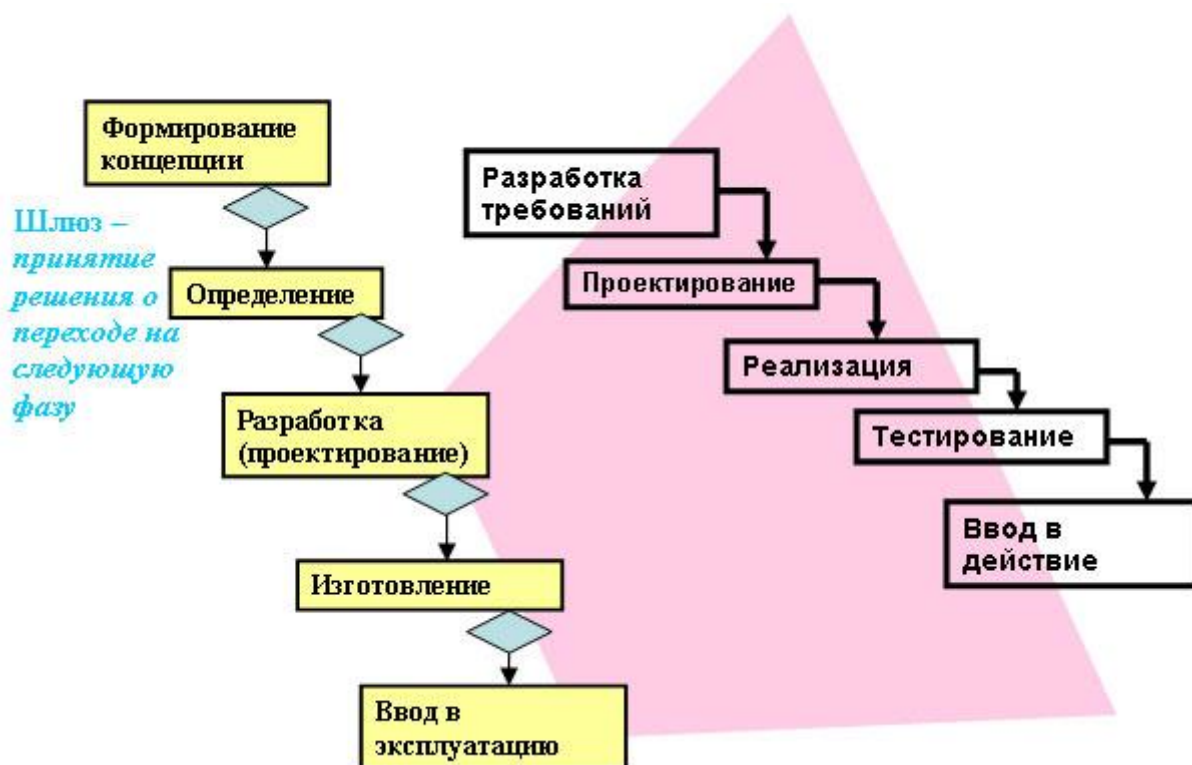 Формирование
концепции
Шлюз –
принятие
решения о
переходе на
следующую
фазу
Определение
Разработка
(проектирование)
Изготовление
Ввод в
эксплуатацию
Разработка
требований
Проектирование
Реализация
Тестирование
Ввод в
действие